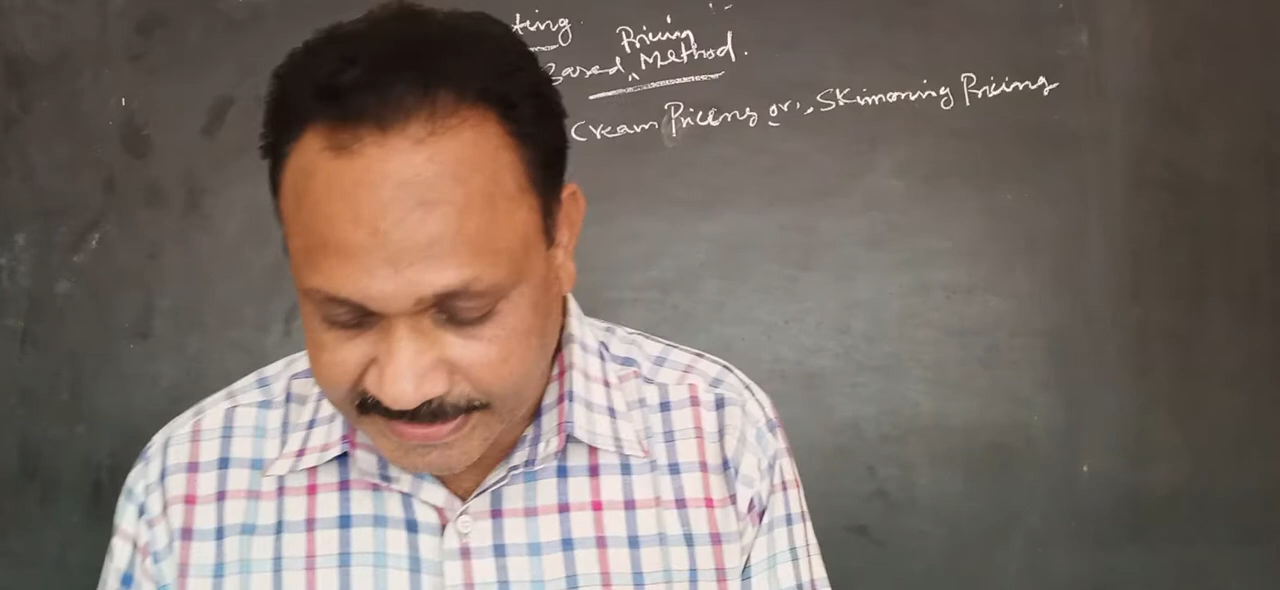 ting
Pricing
Based ^ Method.
Cream Pricing or, Skimming Pricing